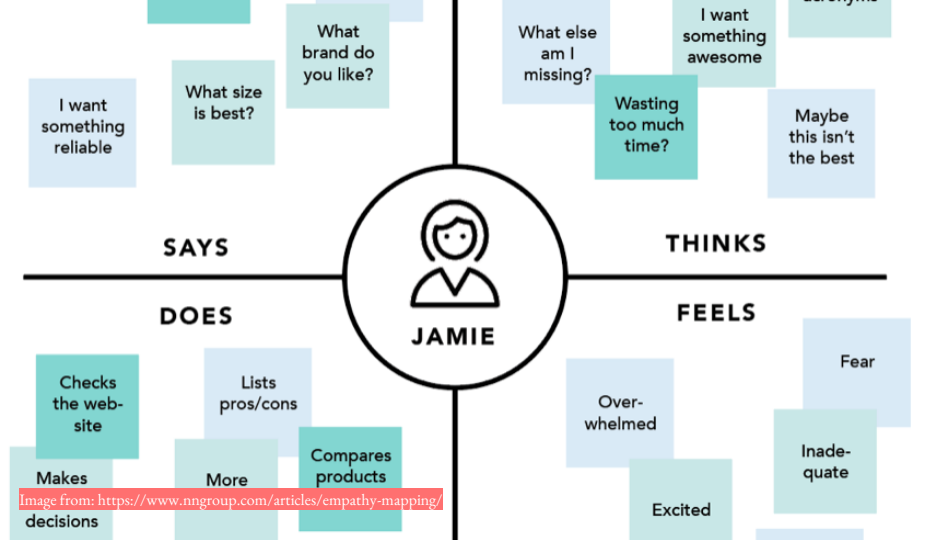 What
brand do
you like?
What size
is best?
I want
something
reliable
SAYS
What else
am I
missing?
I want
something
awesome
acronyms
Wasting
too much
time?
Maybe
this isn't
the best
THINKS
JAMIE
DOES
Checks
the web-
site
Lists
pros/cons
Compares
products
Makes
decisions
More
Image from: https://www.nngroup.com/articles/empathy-mapping/
FEELS
Fear
Over-
whelmed
Inade-
quate
Excited